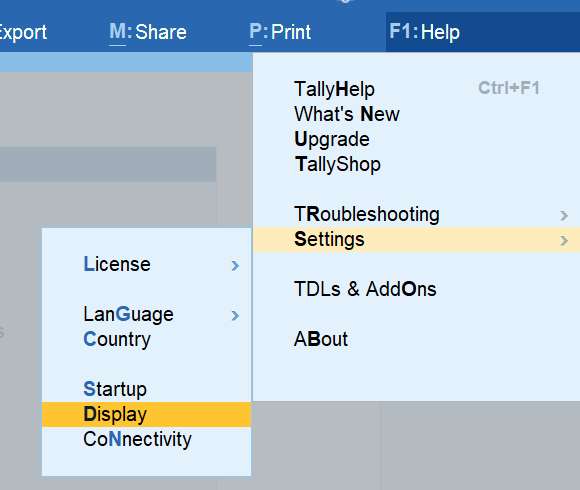 Export M: Share P: Print F1: Help
TallyHelp Ctrl+F1
What's New
Upgrade
TallyShop
TRoubleshooting
Settings
TDLs & AddOns
ABout
License
LanGuage
Country
Startup
Display
CoNnectivity